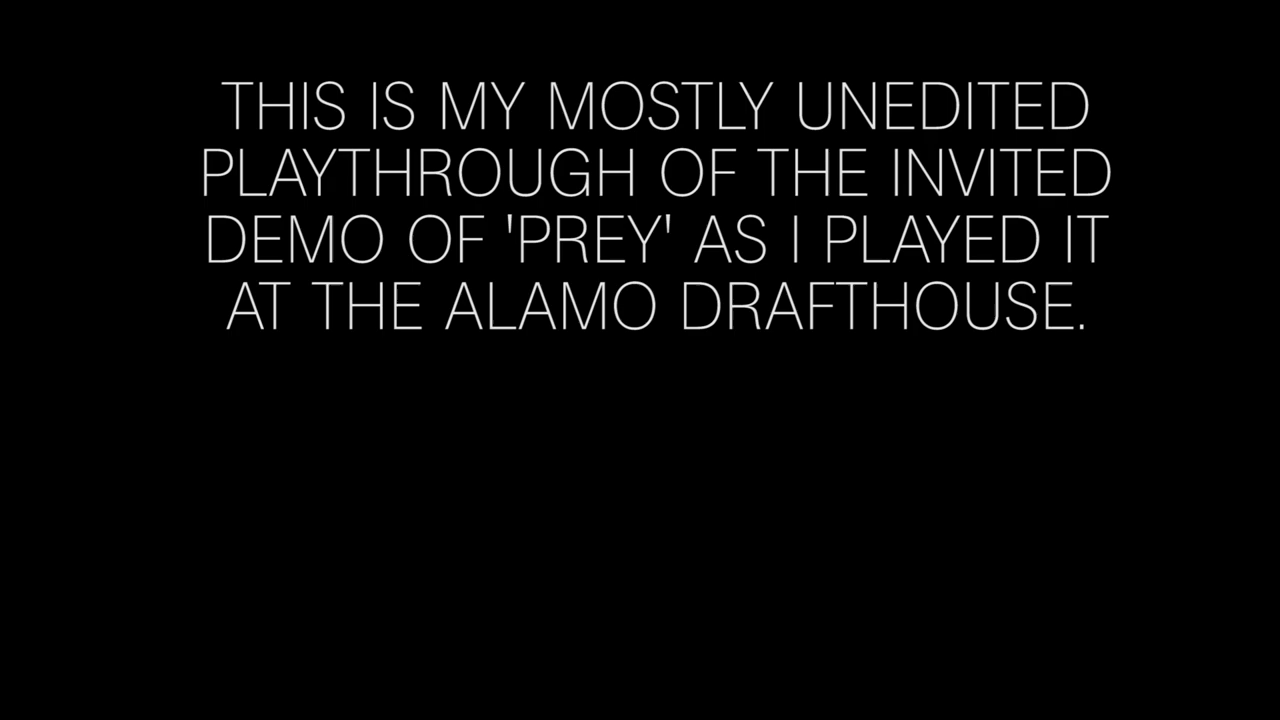 THIS IS MY MOSTLY UNEDITED
PLAYTHROUGH OF THE INVITED
DEMO OF 'PREY' AS I PLAYED IT
AT THE ALAMO DRAFTHOUSE.